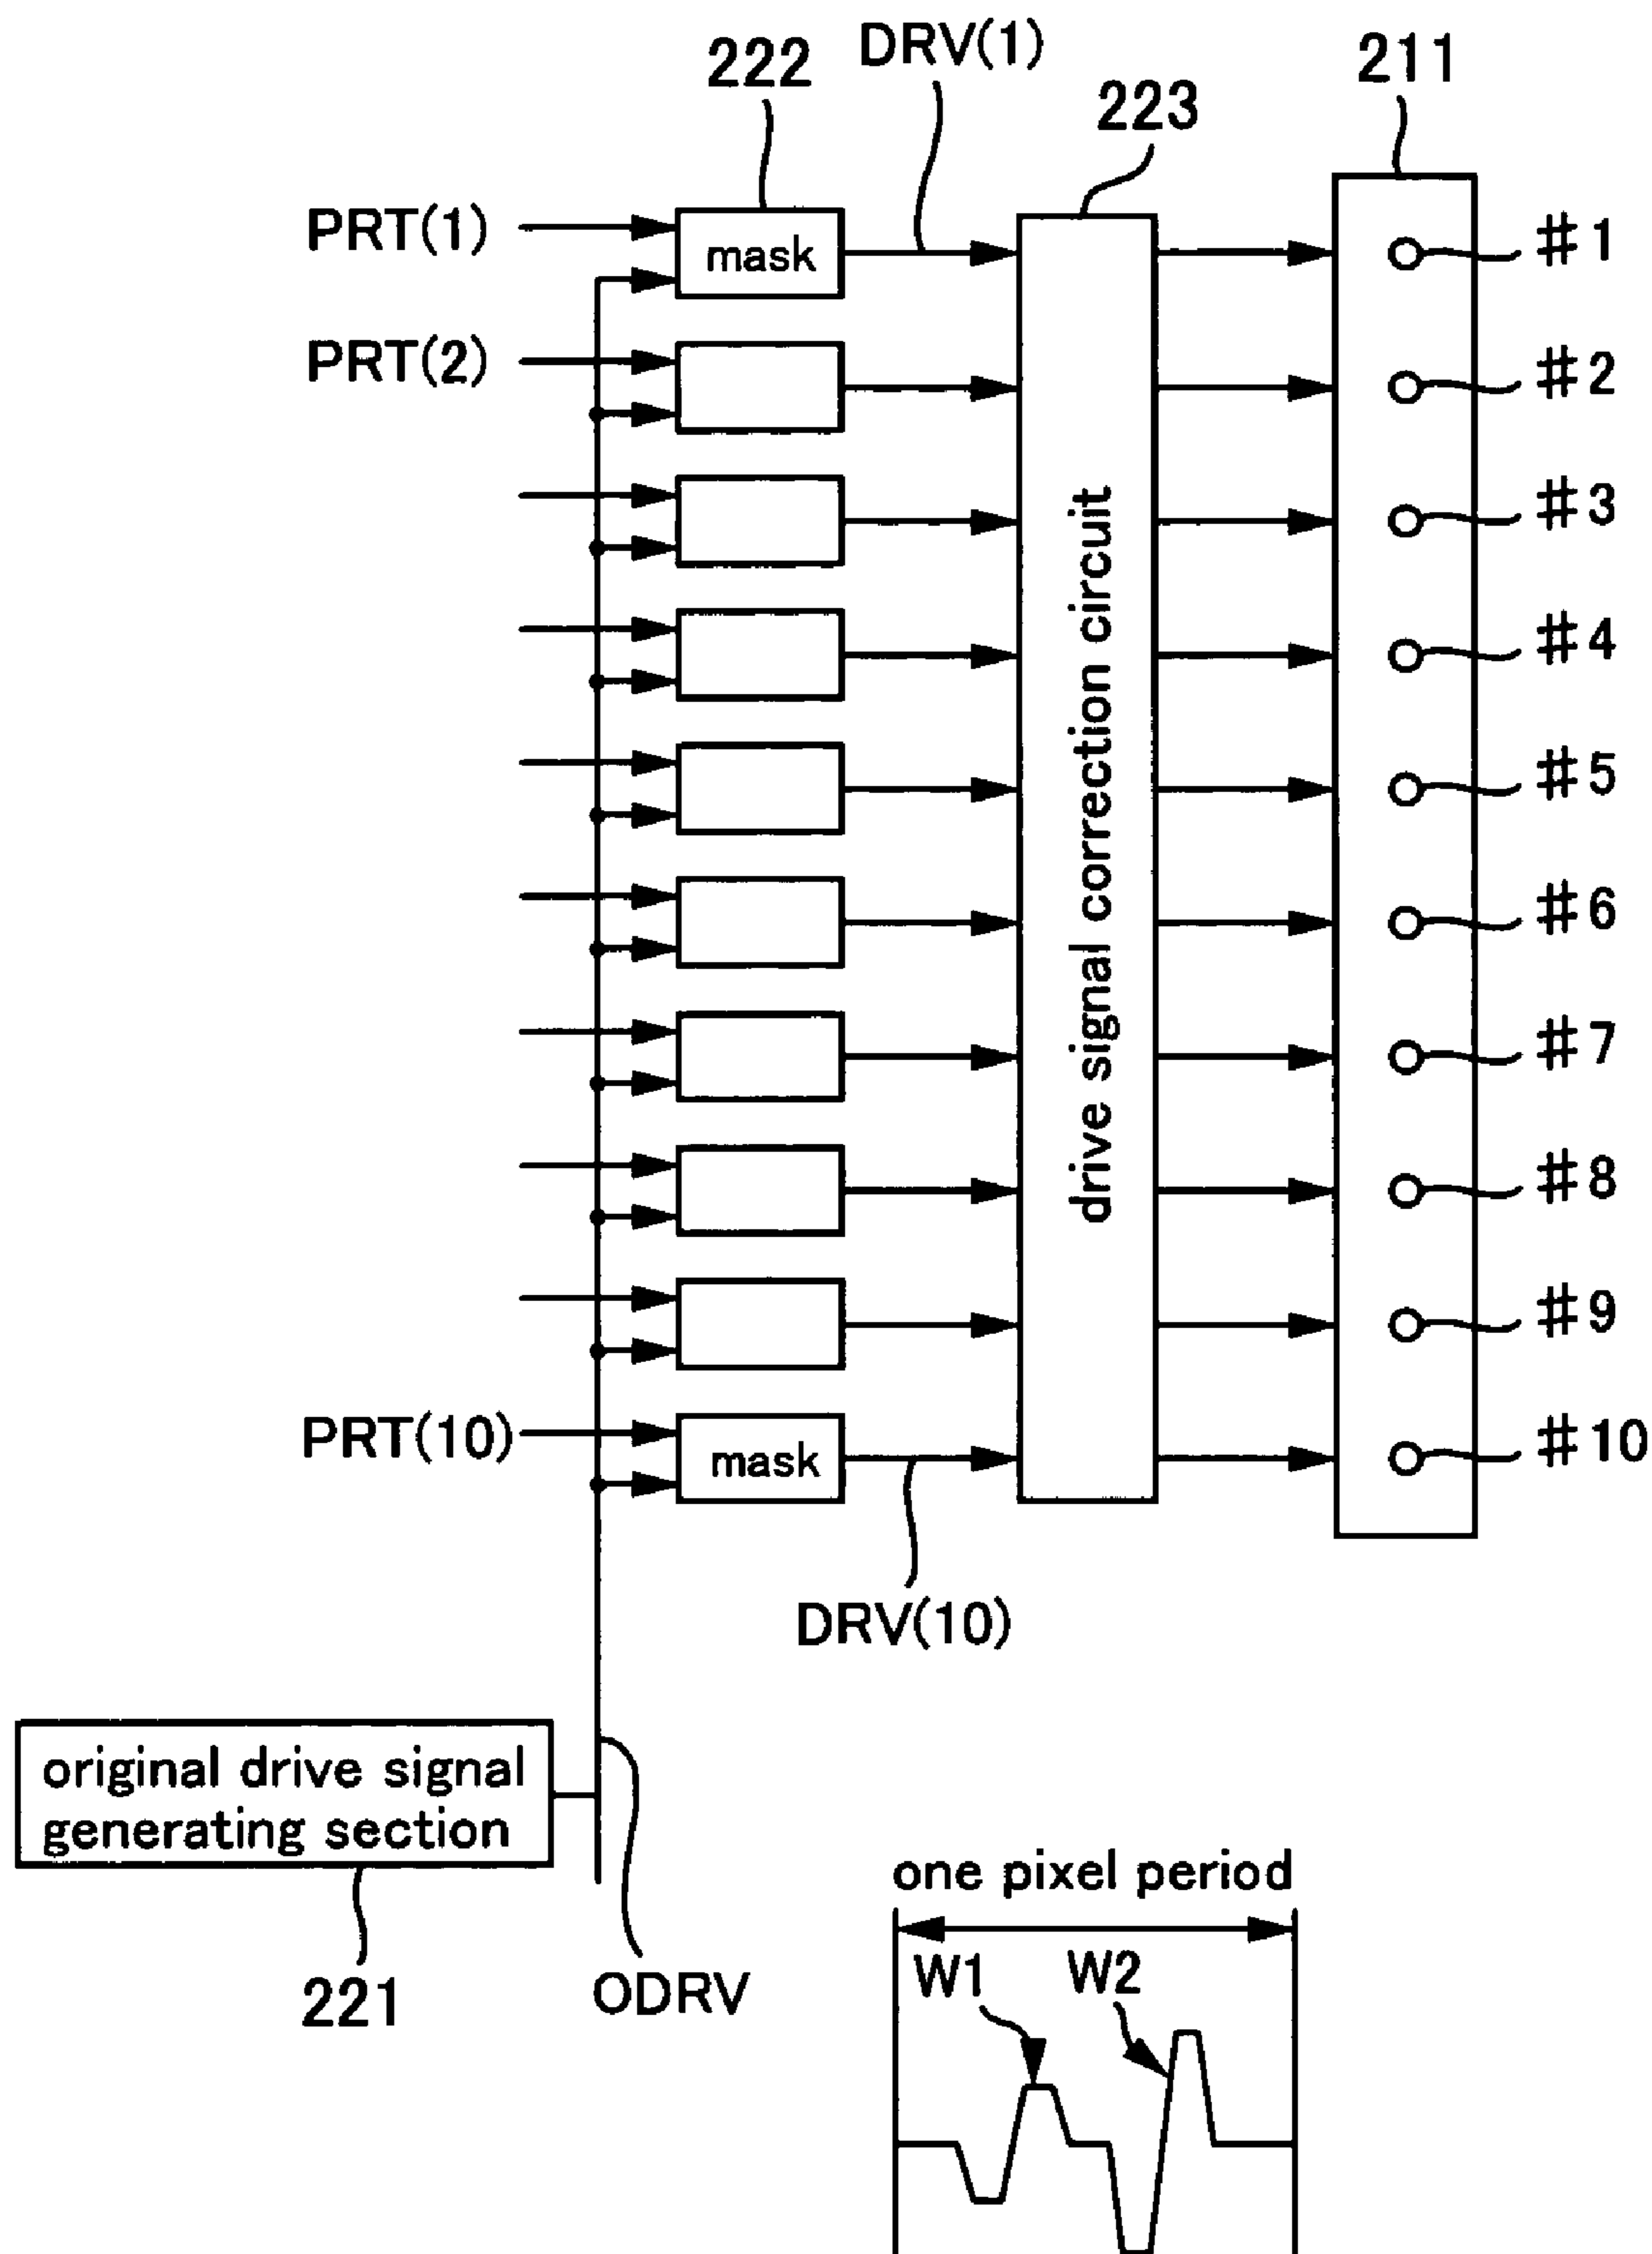 DRV(1)
222
211
223
PRT(1)
mask
#1
PRT(2)
#2
#3
#4
drive signal correction circuit
#5
#6
#7
#8
#9
PRT(10)
mask
#10
DRV(10)
original drive signal
generating section
one pixel period
W1
W2
221
ODRV